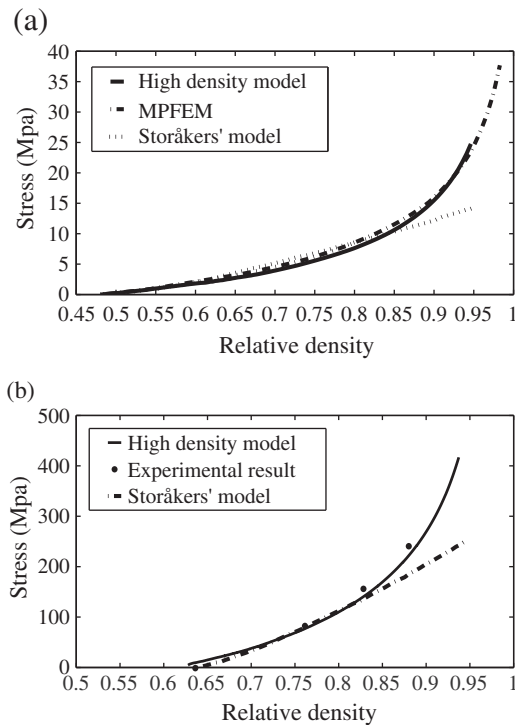 (a)
40
35
30
25
20
15
10
5
0
Stress (Mpa)
High density model
MPFEM
Storåkers' model
0.45 0.5 0.55 0.6 0.65 0.7 0.75 0.8 0.85 0.9 0.95 1
Relative density
(b)
500
400
300
200
100
0
Stress (Mpa)
High density model
Experimental result
Storåkers' model
0.5 0.55 0.6 0.65 0.7 0.75 0.8 0.85 0.9 0.95 1
Relative density